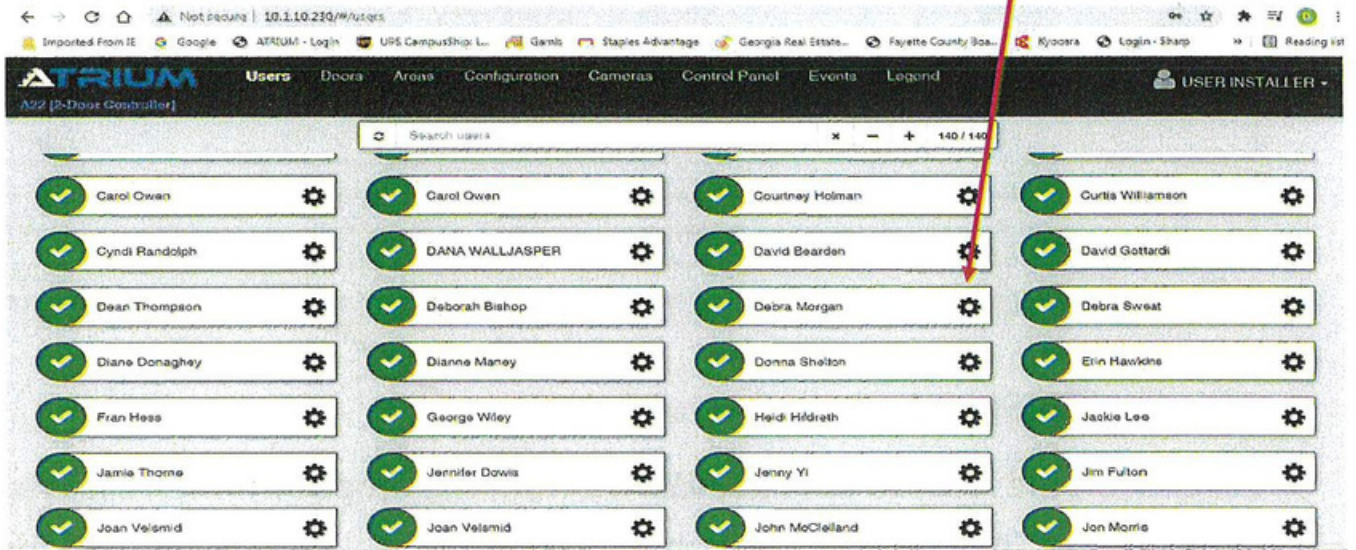 Not secure | 10.1.10.230/#/users
Imported From IE Google ATRIUM - Login UPS CampusShip: L... Garnis Staples Advantage Georgia Real Estate... Fayette County Boa... Kyocera Login - Sharp » Reading list
ATRIUM Users Doors Areas Configuration Cameras Control Panel Events Legend USER INSTALLER
A22 [2-Door Controller]
Search users × − + 140 / 140
Carol Owen Carol Owen Courtney Holman Curtis Williamson
Cyndi Randolph DANA WALLJASPER David Bearden David Gottardi
Dean Thompson Deborah Bishop Debra Morgan Debra Sweat
Diane Donaghey Dianne Maney Donna Shelton Erin Hawkins
Fran Hess George Wiley Heidi Hildreth Jackie Lee
Jamie Thorne Jennifer Dowis Jenny Yi Jim Fulton
Joan Velsmid Joan Velsmid John McClelland Jon Morris